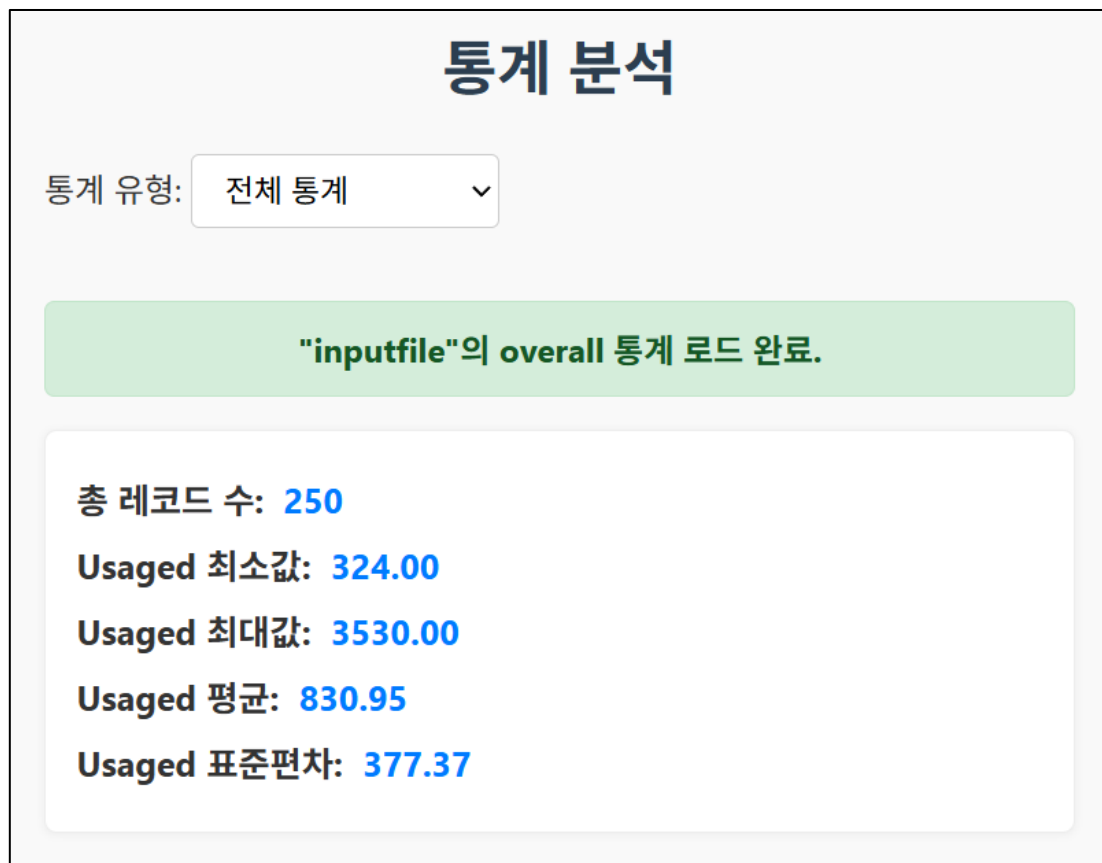 통계 분석
통계 유형: 전체 통계
"inputfile"의 overall 통계 로드 완료.
총 레코드 수: 250
Usaged 최소값: 324.00
Usaged 최대값: 3530.00
Usaged 평균: 830.95
Usaged 표준편차: 377.37